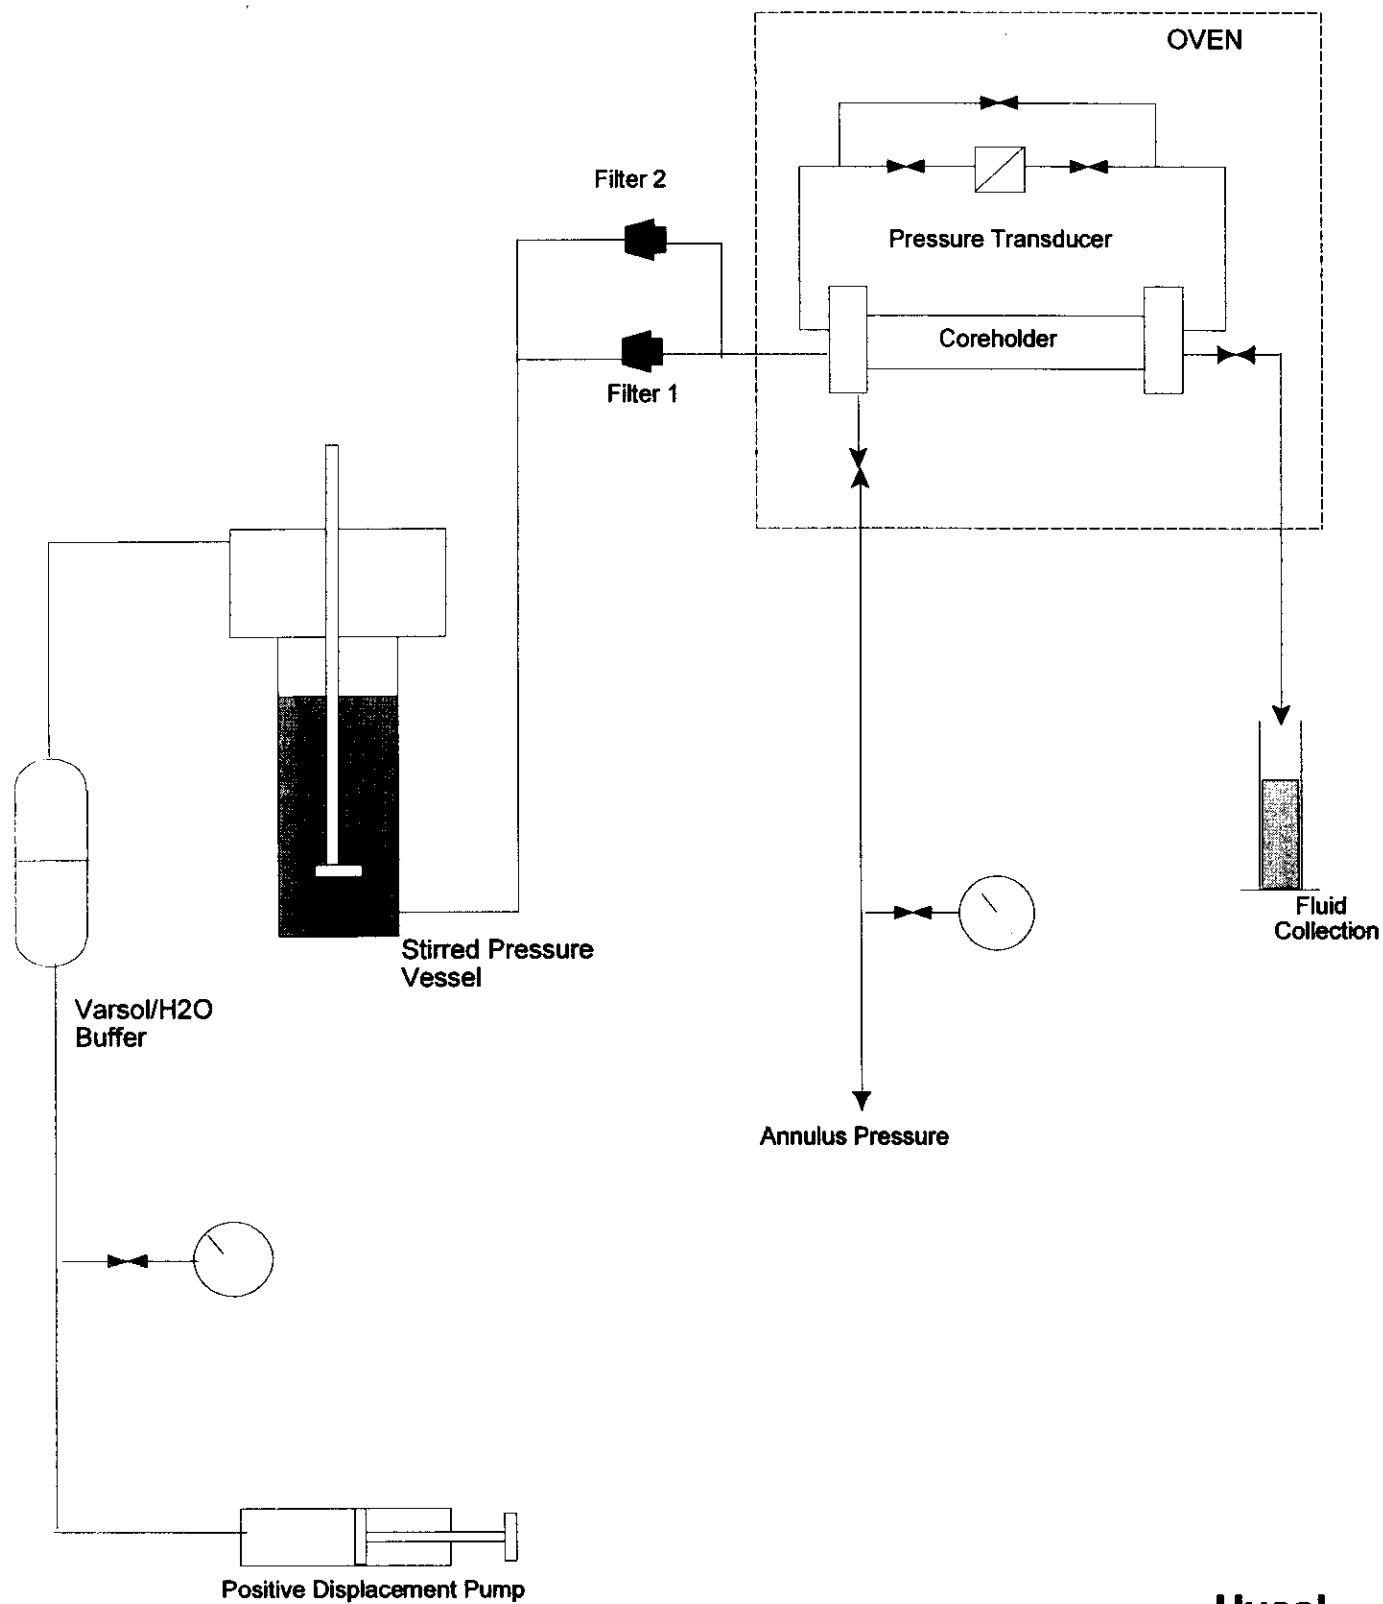 OVEN
Filter 2
Pressure Transducer
Coreholder
Filter 1
Stirred Pressure
Vessel
Fluid
Collection
Varsol/H2O
Buffer
Annulus Pressure
Positive Displacement Pump